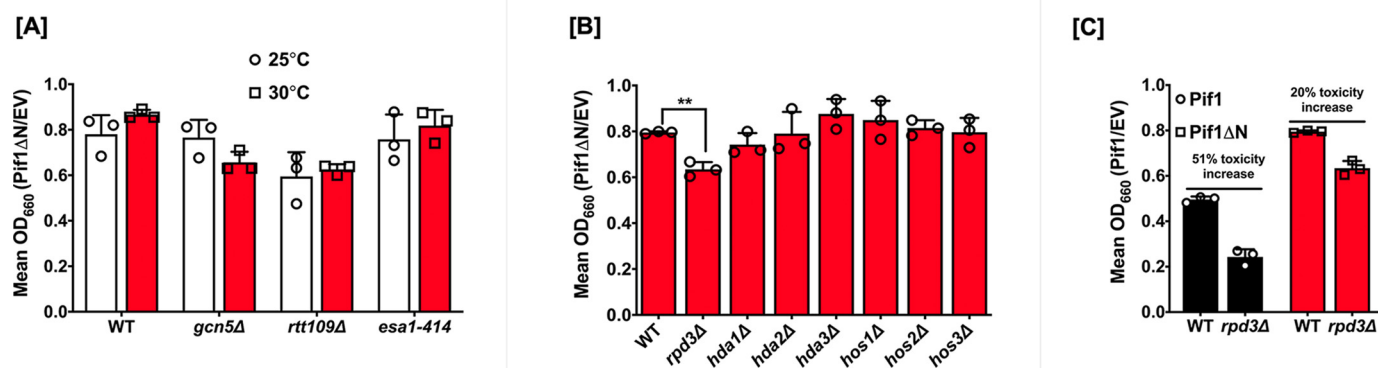 [A]
25°C
30°C
Mean OD660 (Pif1ΔN/EV)
1.0
0.8
0.6
0.4
0.2
0.0
WT gcn5Δ rtt109Δ esa1-414
[B]
Mean OD660 (Pif1ΔN/EV)
1.0
0.8
0.6
0.4
0.2
0.0
**
WT rpd3Δ hda1Δ hda2Δ hda3Δ hos1Δ hos2Δ hos3Δ
[C]
Mean OD660 (Pif1/EV)
1.0
0.8
0.6
0.4
0.2
0.0
Pif1
Pif1ΔN
51% toxicity
increase
20% toxicity
increase
WT rpd3Δ WT rpd3Δ